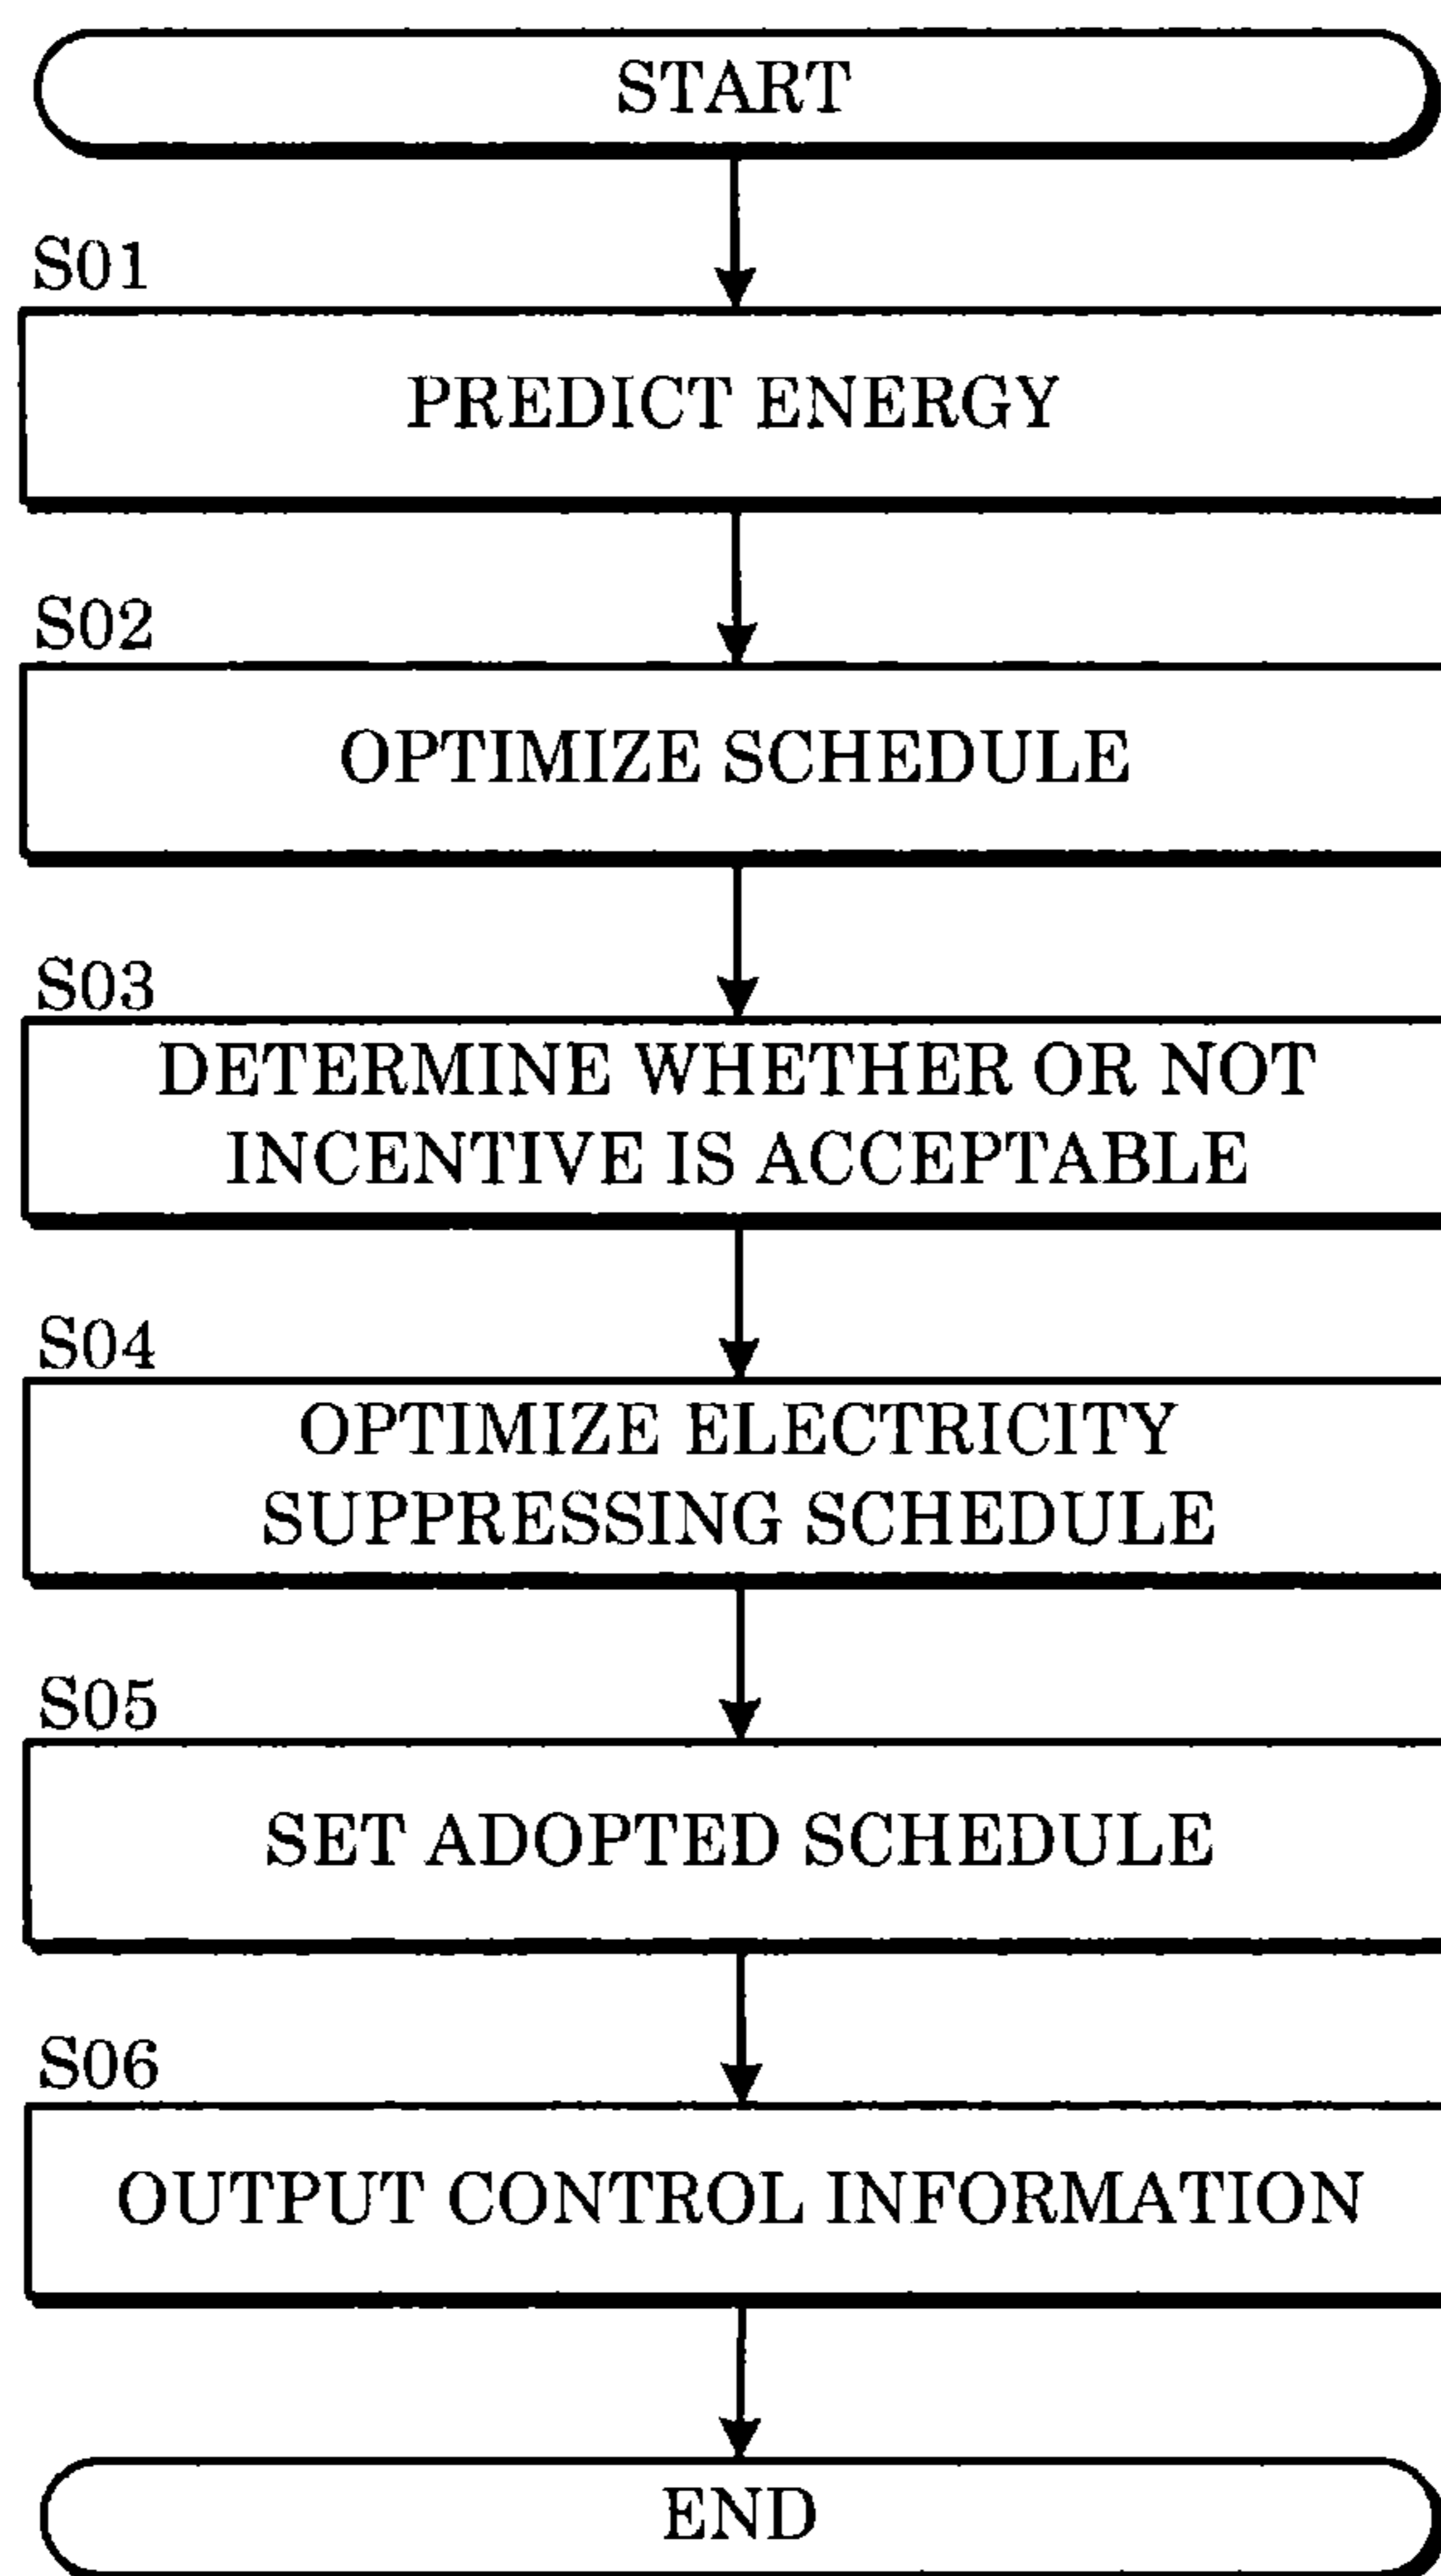 START
S01
PREDICT ENERGY
S02
OPTIMIZE SCHEDULE
S03
DETERMINE WHETHER OR NOT
INCENTIVE IS ACCEPTABLE
S04
OPTIMIZE ELECTRICITY
SUPPRESSING SCHEDULE
S05
SET ADOPTED SCHEDULE
S06
OUTPUT CONTROL INFORMATION
END